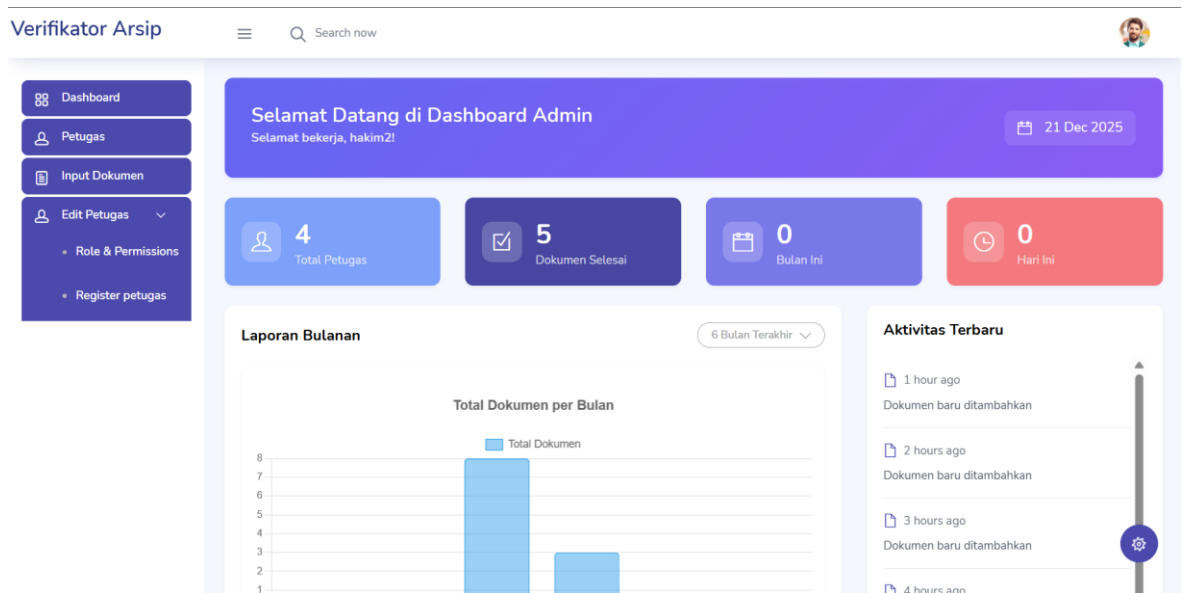 Verifikator Arsip
Search now
Dashboard
Petugas
Input Dokumen
Edit Petugas
Role & Permissions
Register petugas
Selamat Datang di Dashboard Admin
Selamat bekerja, hakim2!
21 Dec 2025
4
Total Petugas
5
Dokumen Selesai
0
Bulan Ini
0
Hari Ini
Laporan Bulanan
6 Bulan Terakhir
Total Dokumen per Bulan
Total Dokumen
8
7
6
5
4
3
2
1
Aktivitas Terbaru
1 hour ago
Dokumen baru ditambahkan
2 hours ago
Dokumen baru ditambahkan
3 hours ago
Dokumen baru ditambahkan
4 hours ago